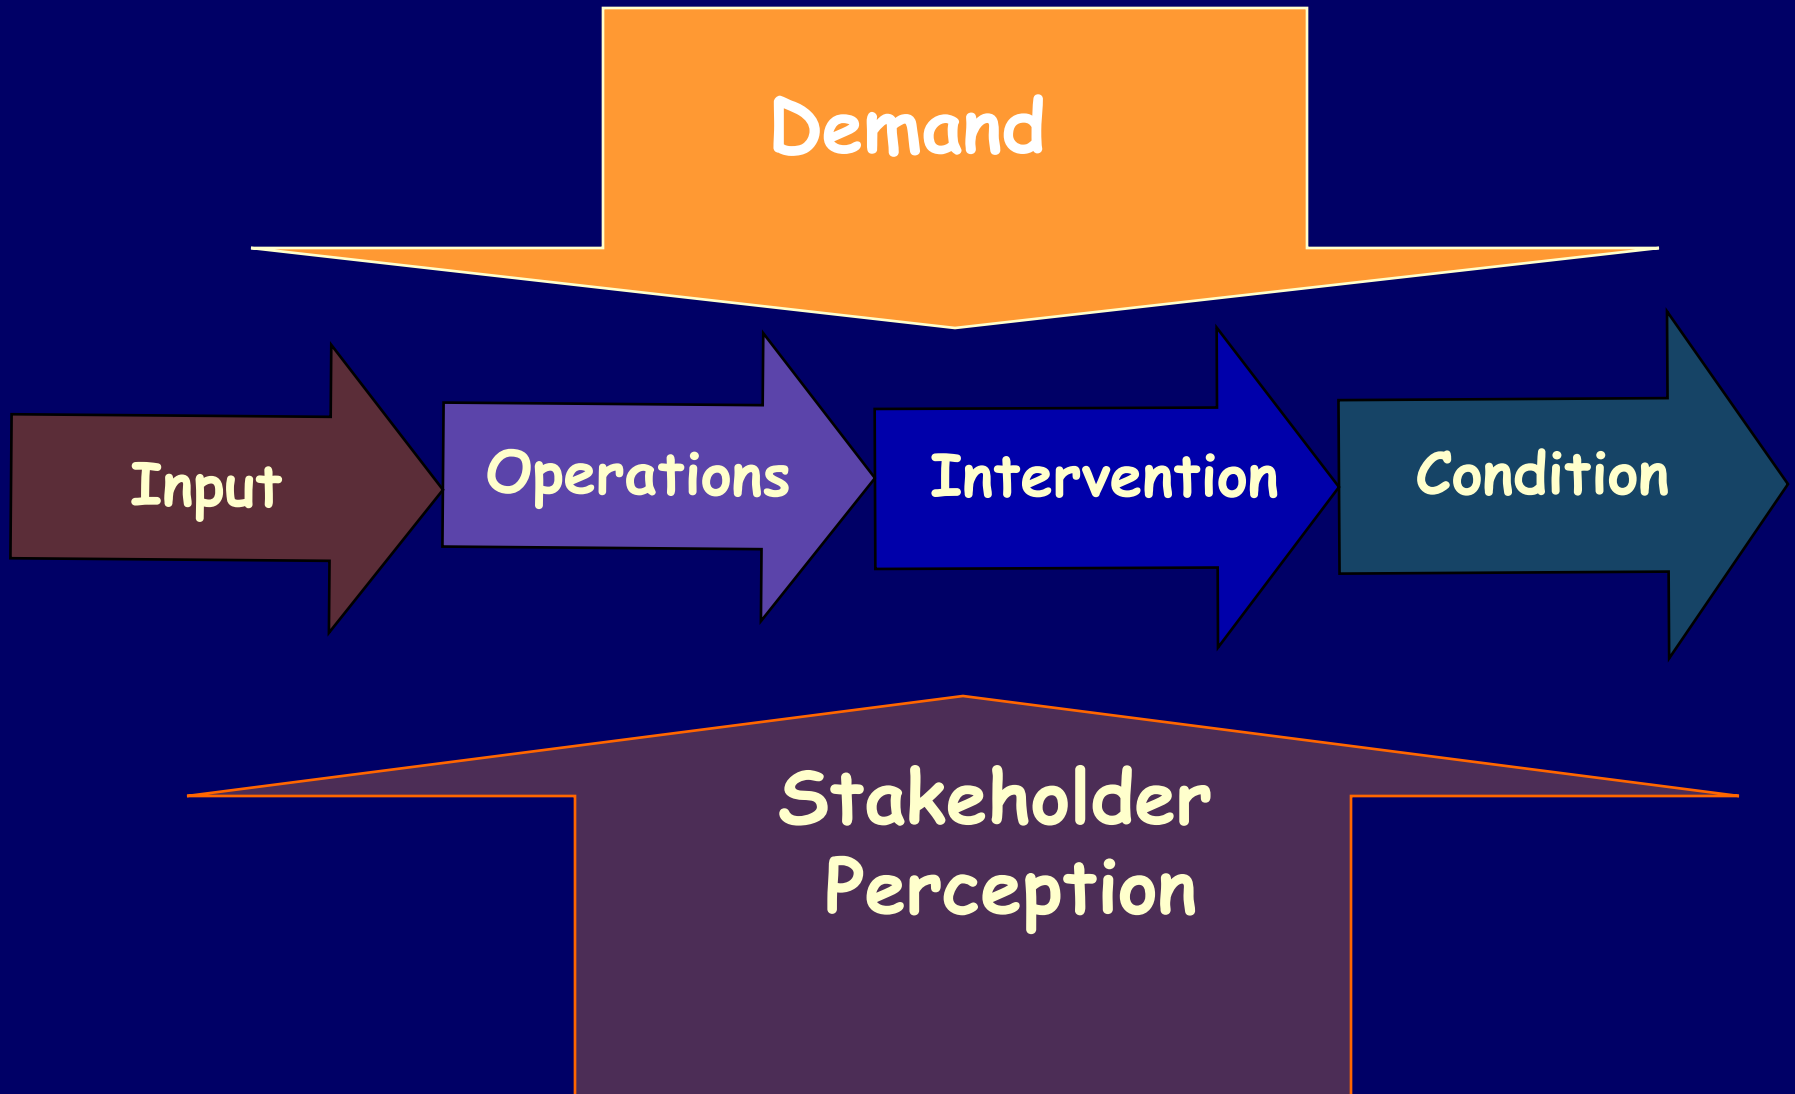 Demand
Input
Operations
Intervention
Condition
Stakeholder
Perception